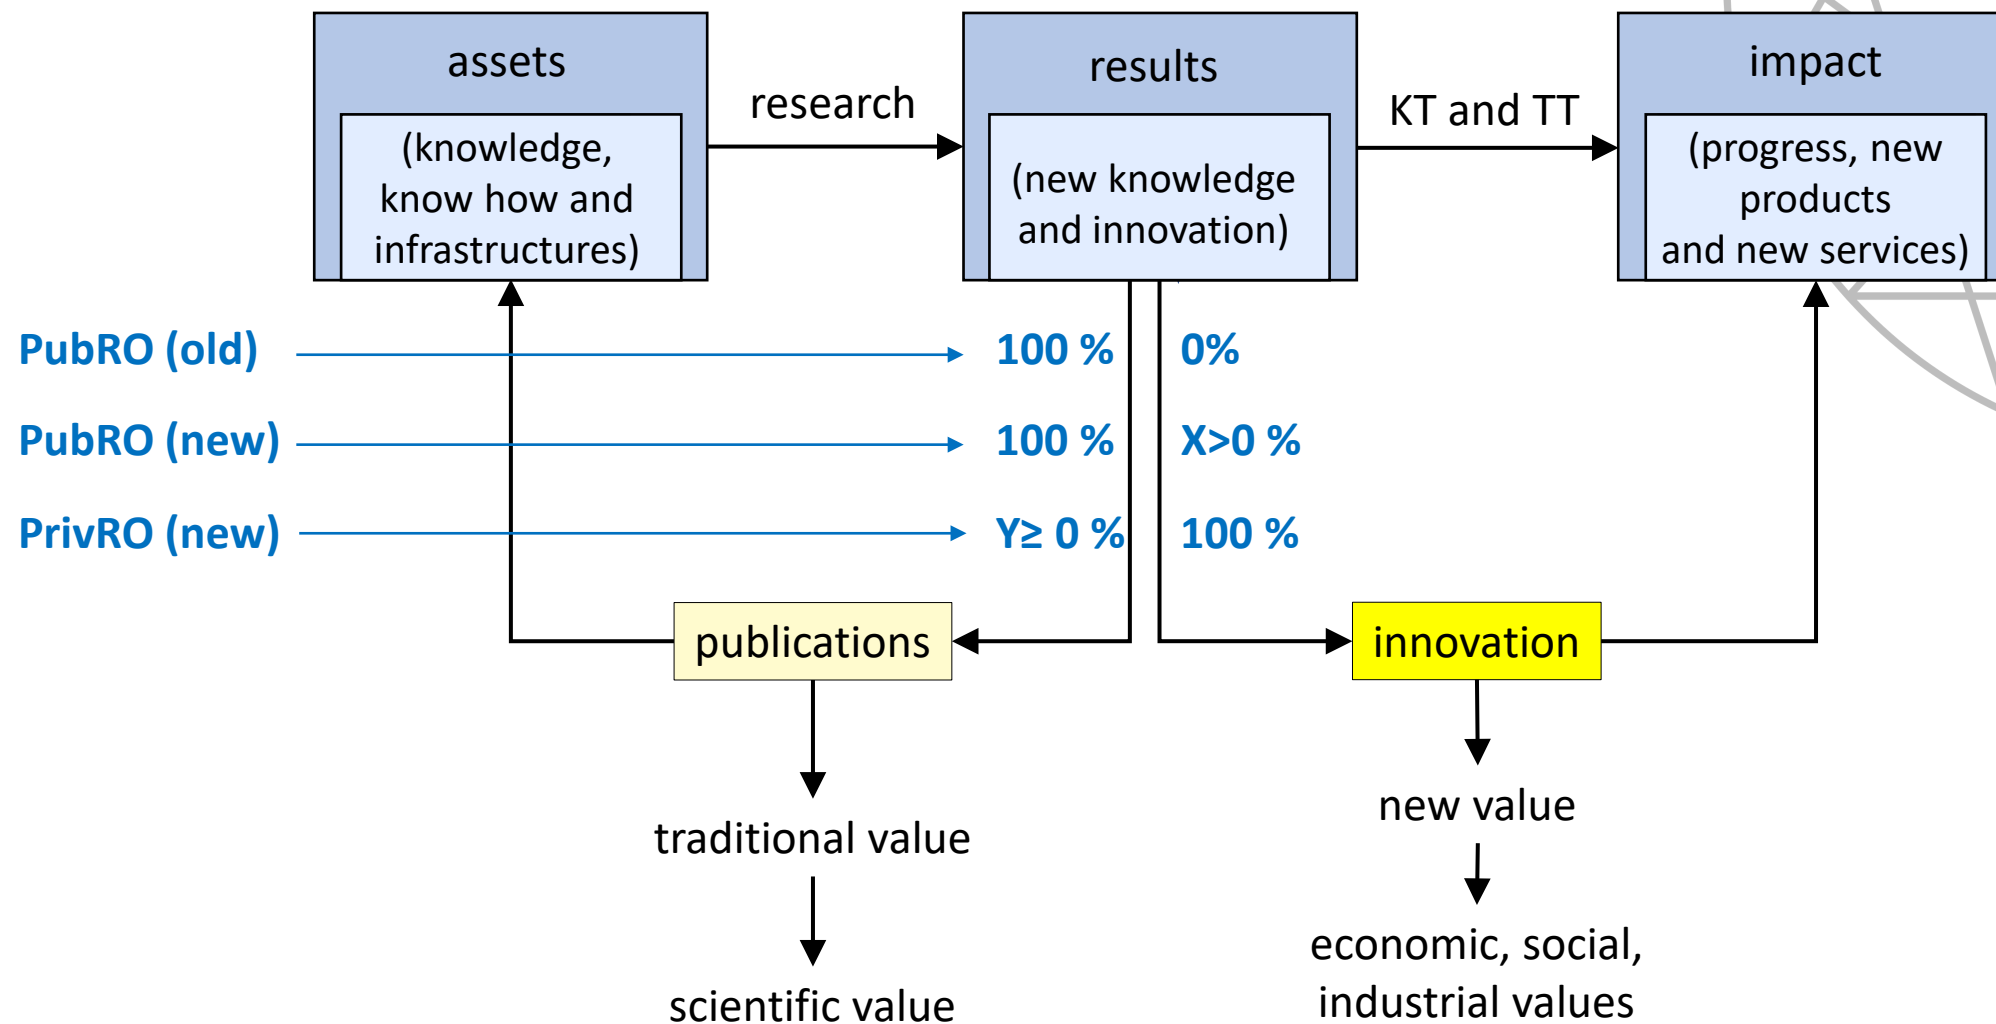 assets
(knowledge,
know how and
infrastructures)
research
results
(new knowledge
and innovation)
KT and TT
impact
(progress, new
products
and new services)
PubRO (old)
100 %
0%
PubRO (new)
100 %
X>0 %
PrivRO (new)
Y≥ 0 %
100 %
publications
innovation
traditional value
scientific value
new value
economic, social,
industrial values